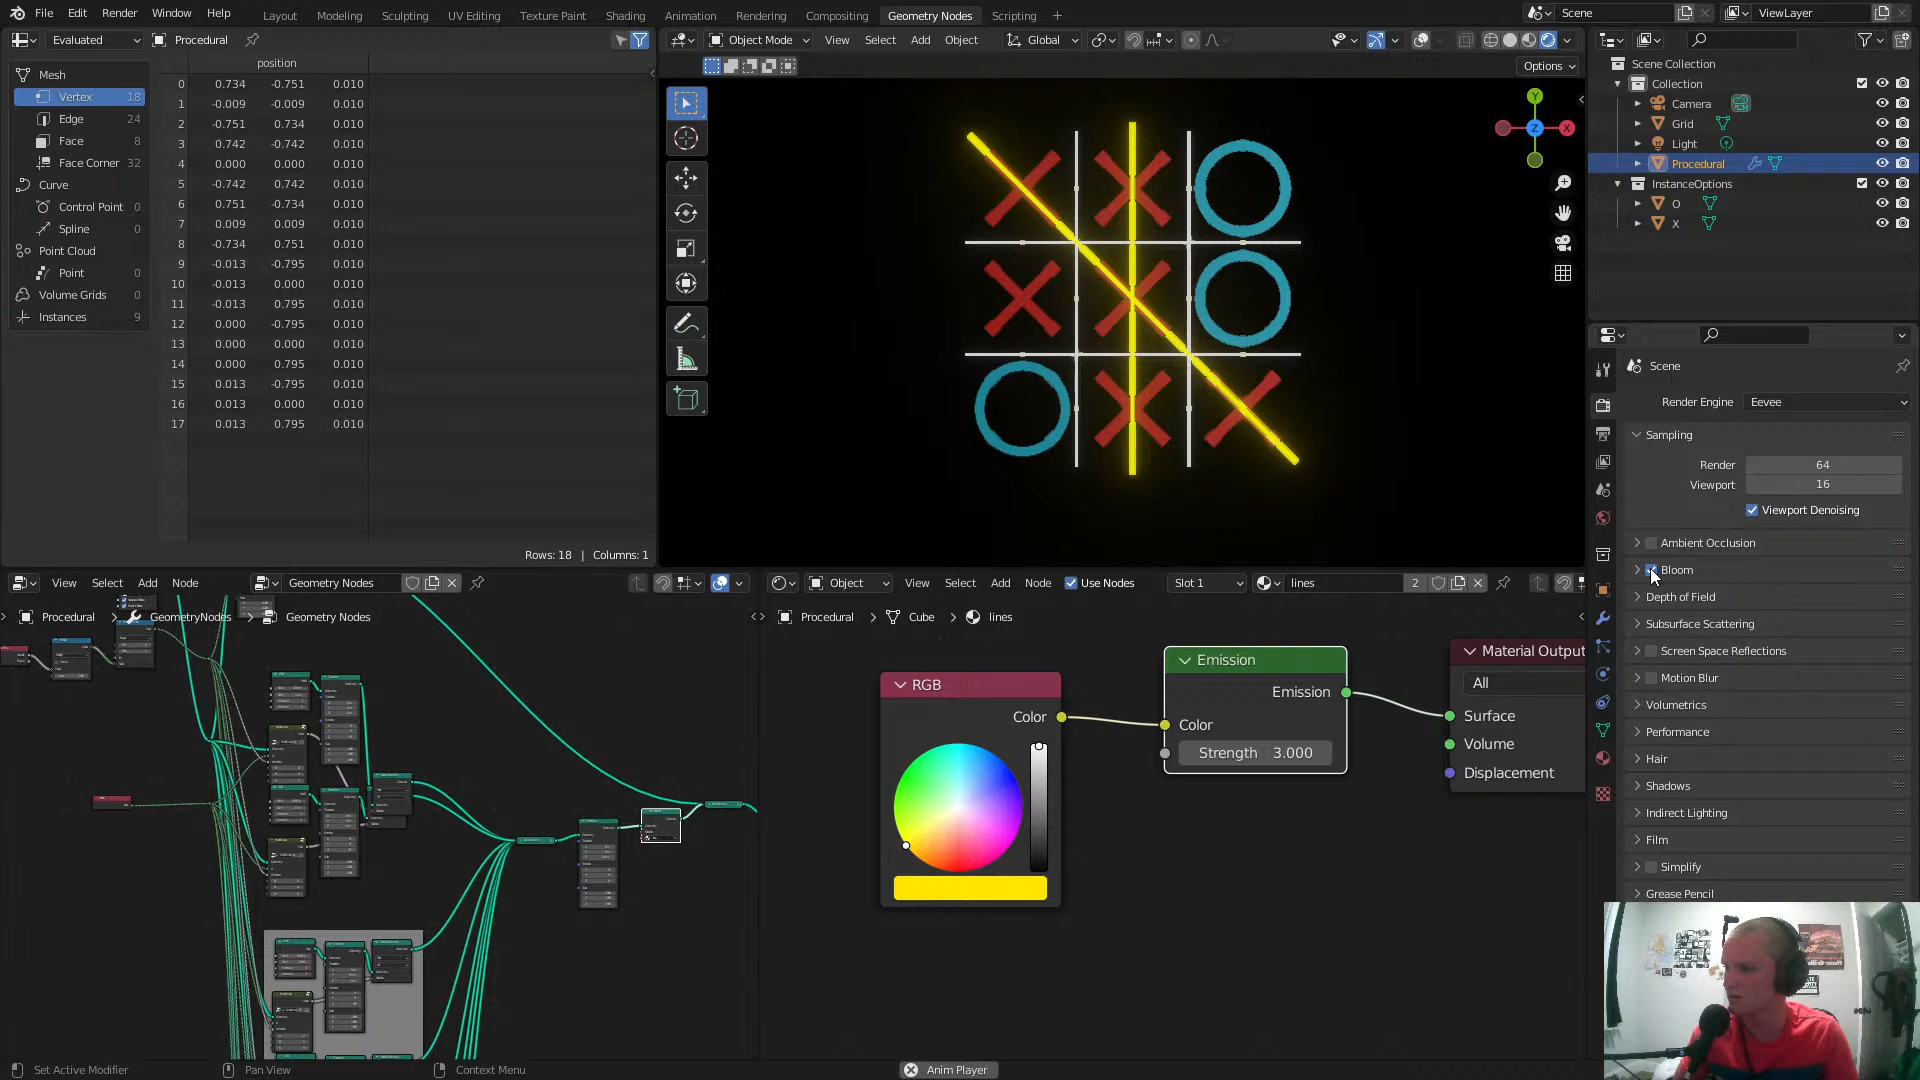 File Edit Render Window Help Layout Modeling Sculpting UV Editing Texture Paint Shading Animation Rendering Compositing Geometry Nodes Scripting + Scene ViewLayer
Evaluated Procedural
Object Mode View Select Add Object Global
Options
position
Mesh
Vertex 18
Edge 24
Face 8
Face Corner 32
Curve
Control Point 0
Spline 0
Point Cloud
Point 0
Volume Grids 0
Instances 9
0 0.734 -0.751 0.010
1 -0.009 -0.009 0.010
2 -0.751 0.734 0.010
3 0.742 -0.742 0.010
4 0.000 0.000 0.010
5 -0.742 0.742 0.010
6 0.751 -0.734 0.010
7 0.009 0.009 0.010
8 -0.734 0.751 0.010
9 -0.013 -0.795 0.010
10 -0.013 0.000 0.010
11 -0.013 0.795 0.010
12 0.000 -0.795 0.010
13 0.000 0.000 0.010
14 0.000 0.795 0.010
15 0.013 -0.795 0.010
16 0.013 0.000 0.010
17 0.013 0.795 0.010
Rows: 18 | Columns: 1
Y
Z X
Scene Collection
Collection
Camera
Grid
Light
Procedural
InstanceOptions
O
X
Scene
Render Engine Eevee
Sampling
Render 64
Viewport 16
Viewport Denoising
Ambient Occlusion
Bloom
Depth of Field
Subsurface Scattering
Screen Space Reflections
Motion Blur
Volumetrics
Performance
Hair
Shadows
Indirect Lighting
Film
Simplify
Grease Pencil
View Select Add Node Geometry Nodes
Procedural GeometryNodes Geometry Nodes
Object View Select Add Node Use Nodes Slot 1 lines 2
Procedural Cube lines
RGB
Color
Emission
Emission
Color
Strength 3.000
Material Output
All
Surface
Volume
Displacement
Set Active Modifier Pan View Context Menu Anim Player